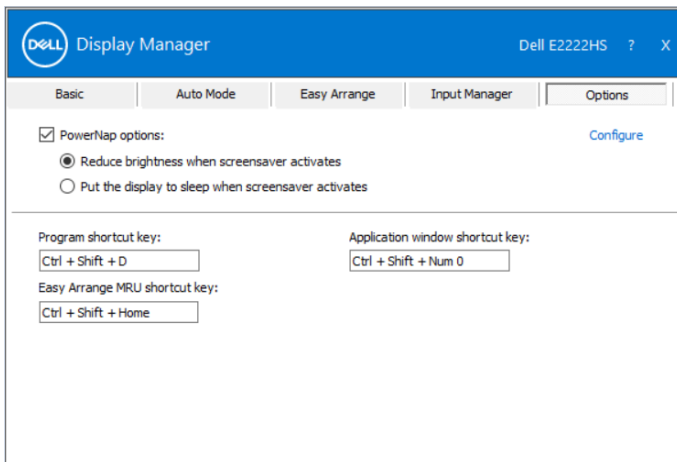 DELL Display Manager Dell E2222HS ? X
Basic Auto Mode Easy Arrange Input Manager Options
PowerNap options: Configure
Reduce brightness when screensaver activates
Put the display to sleep when screensaver activates
Program shortcut key: Application window shortcut key:
Ctrl + Shift + D Ctrl + Shift + Num 0
Easy Arrange MRU shortcut key:
Ctrl + Shift + Home